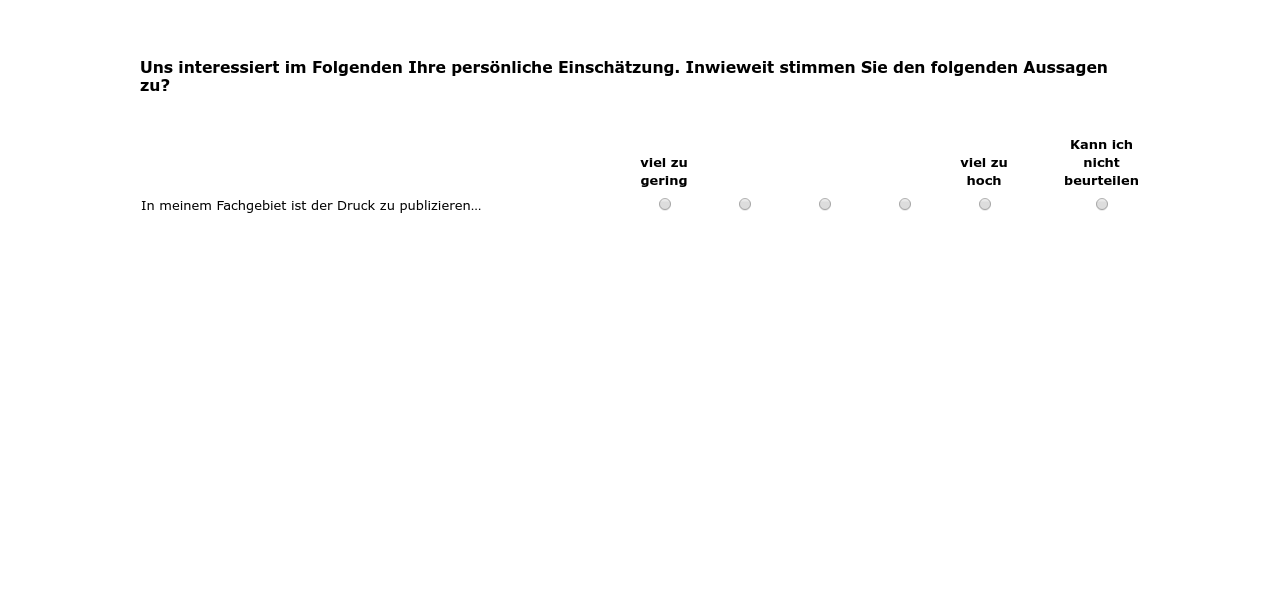 Uns interessiert im Folgenden Ihre persönliche Einschätzung. Inwieweit stimmen Sie den folgenden Aussagen
zu?
viel zu
gering
viel zu
hoch
Kann ich
nicht
beurteilen
In meinem Fachgebiet ist der Druck zu publizieren...